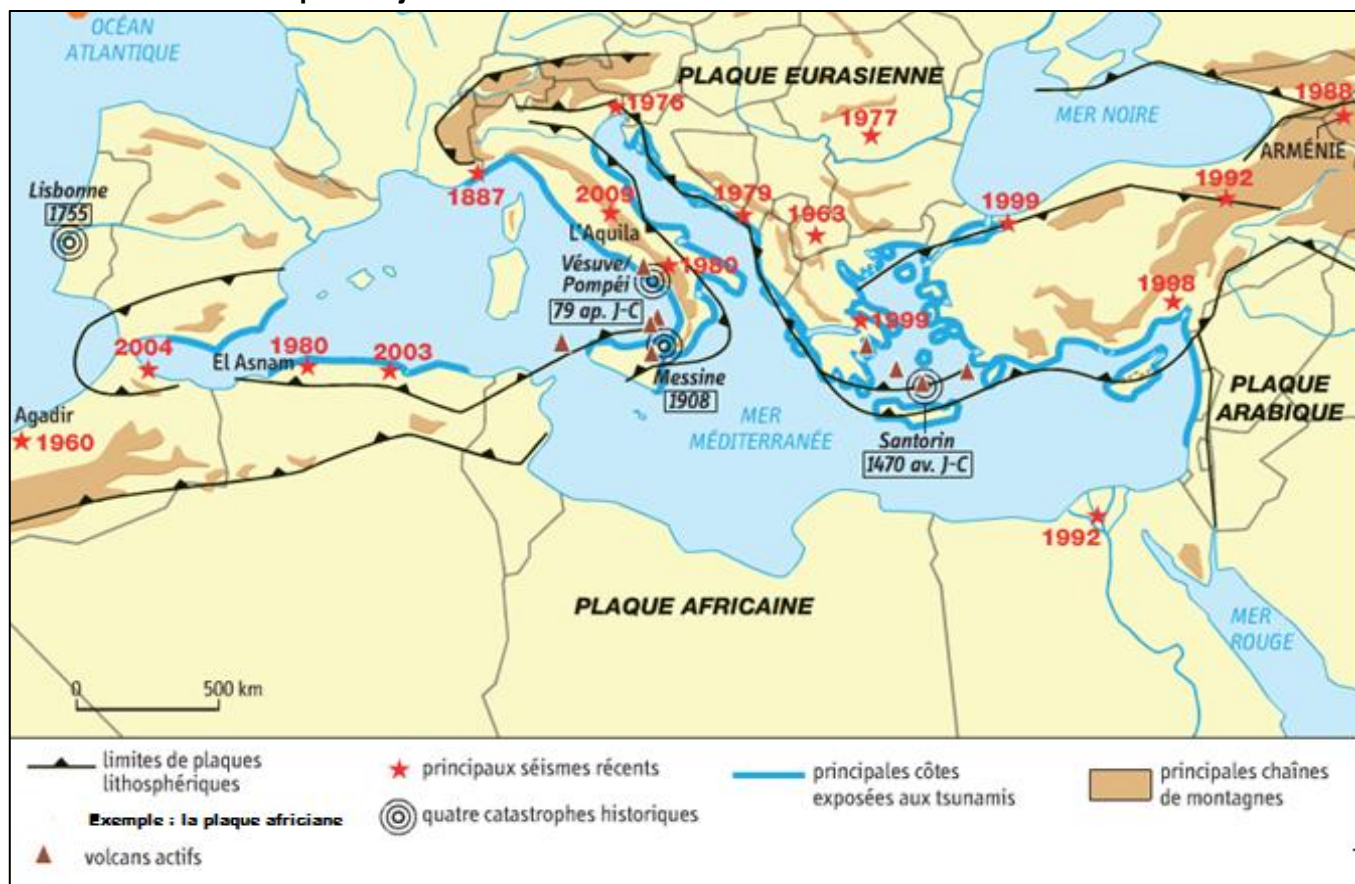 OCÉAN
ATLANTIQUE
PLAQUE EURASIENNE
1976
1977
MER NOIRE
1988
ARMÉNIE
Lisbonne
1755
1887
2009
L'Aquila
1979
1963
1999
1992
Vésuve/
Pompéi
79 ap. J-C
1980
1998
2004
El Asnam
1980
2003
1999
Messine
1908
PLAQUE
ARABIQUE
Agadir
1960
MER
MÉDITERRANÉE
Santorin
1470 av. J-C
1992
PLAQUE AFRICAINE
MER
ROUGE
0 500 km
limites de plaques
lithosphériques
Exemple : la plaque africiane
volcans actifs
principaux séismes récents
quatre catastrophes historiques
principales côtes
exposées aux tsunamis
principales chaînes
de montagnes